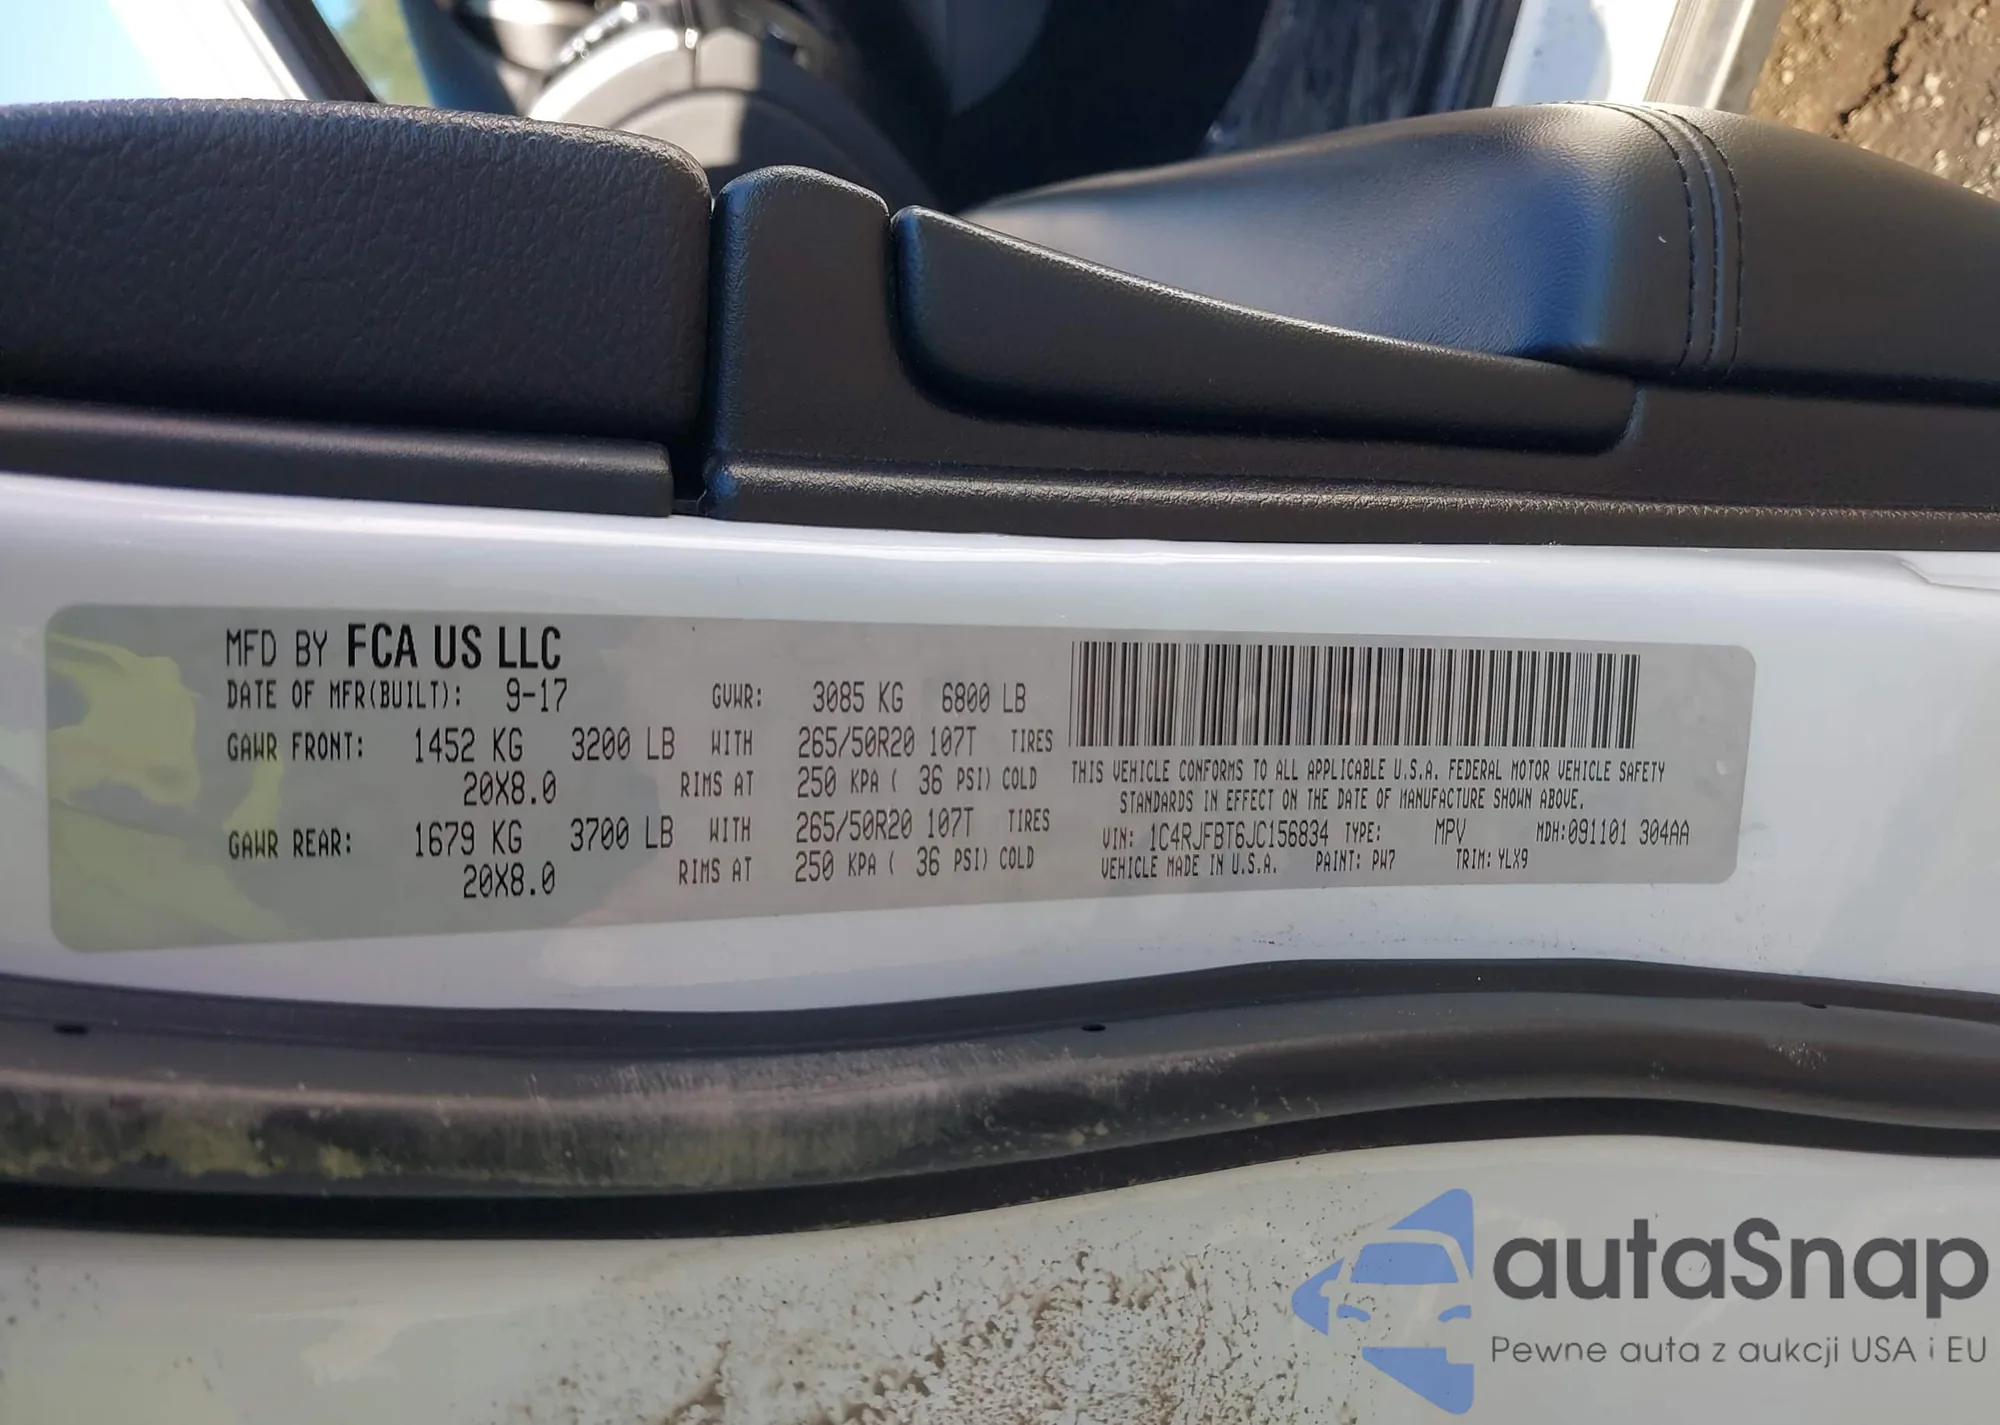 MFD BY FCA US LLC
DATE OF MFR(BUILT): 9-17 GVWR: 3085 KG 6800 LB
GAWR FRONT: 1452 KG 3200 LB WITH 265/50R20 107T TIRES
20X8.0 RIMS AT 250 KPA ( 36 PSI) COLD
GAWR REAR: 1679 KG 3700 LB WITH 265/50R20 107T TIRES
20X8.0 RIMS AT 250 KPA ( 36 PSI) COLD
THIS VEHICLE CONFORMS TO ALL APPLICABLE U.S.A. FEDERAL MOTOR VEHICLE SAFETY
STANDARDS IN EFFECT ON THE DATE OF MANUFACTURE SHOWN ABOVE.
VIN: 1C4RJFBT6JC156834 TYPE: MPV MDH:091101 304AA
VEHICLE MADE IN U.S.A. PAINT: PW7 TRIM: YLX9
autaSnap
Pewne auta z aukcji USA i EU